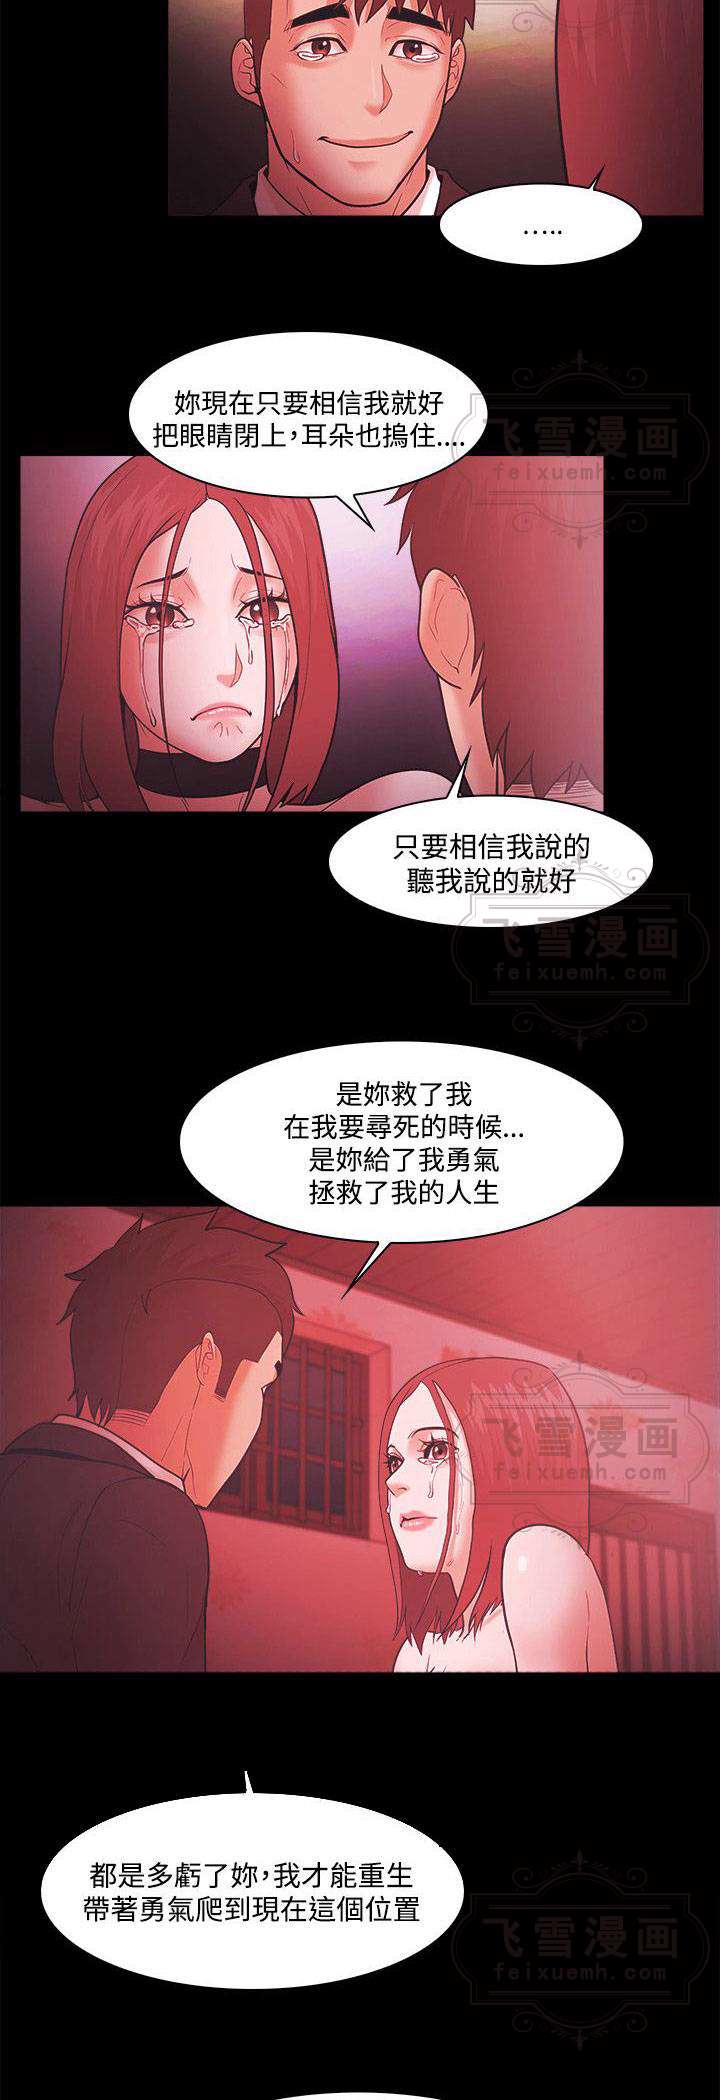 .....
妳現在只要相信我就好
把眼睛閉上，耳朵也摀住....
飞雪漫画
feixuemh.com
只要相信我說的
聽我說的就好
飞雪漫画
feixuemh.com
是妳救了我
在我要尋死的時候...
是妳給了我勇氣
拯救了我的人生
飞雪漫画
feixuemh.com
都是多虧了妳，我才能重生
帶著勇氣爬到現在這個位置
飞雪漫画
feixuemh.com